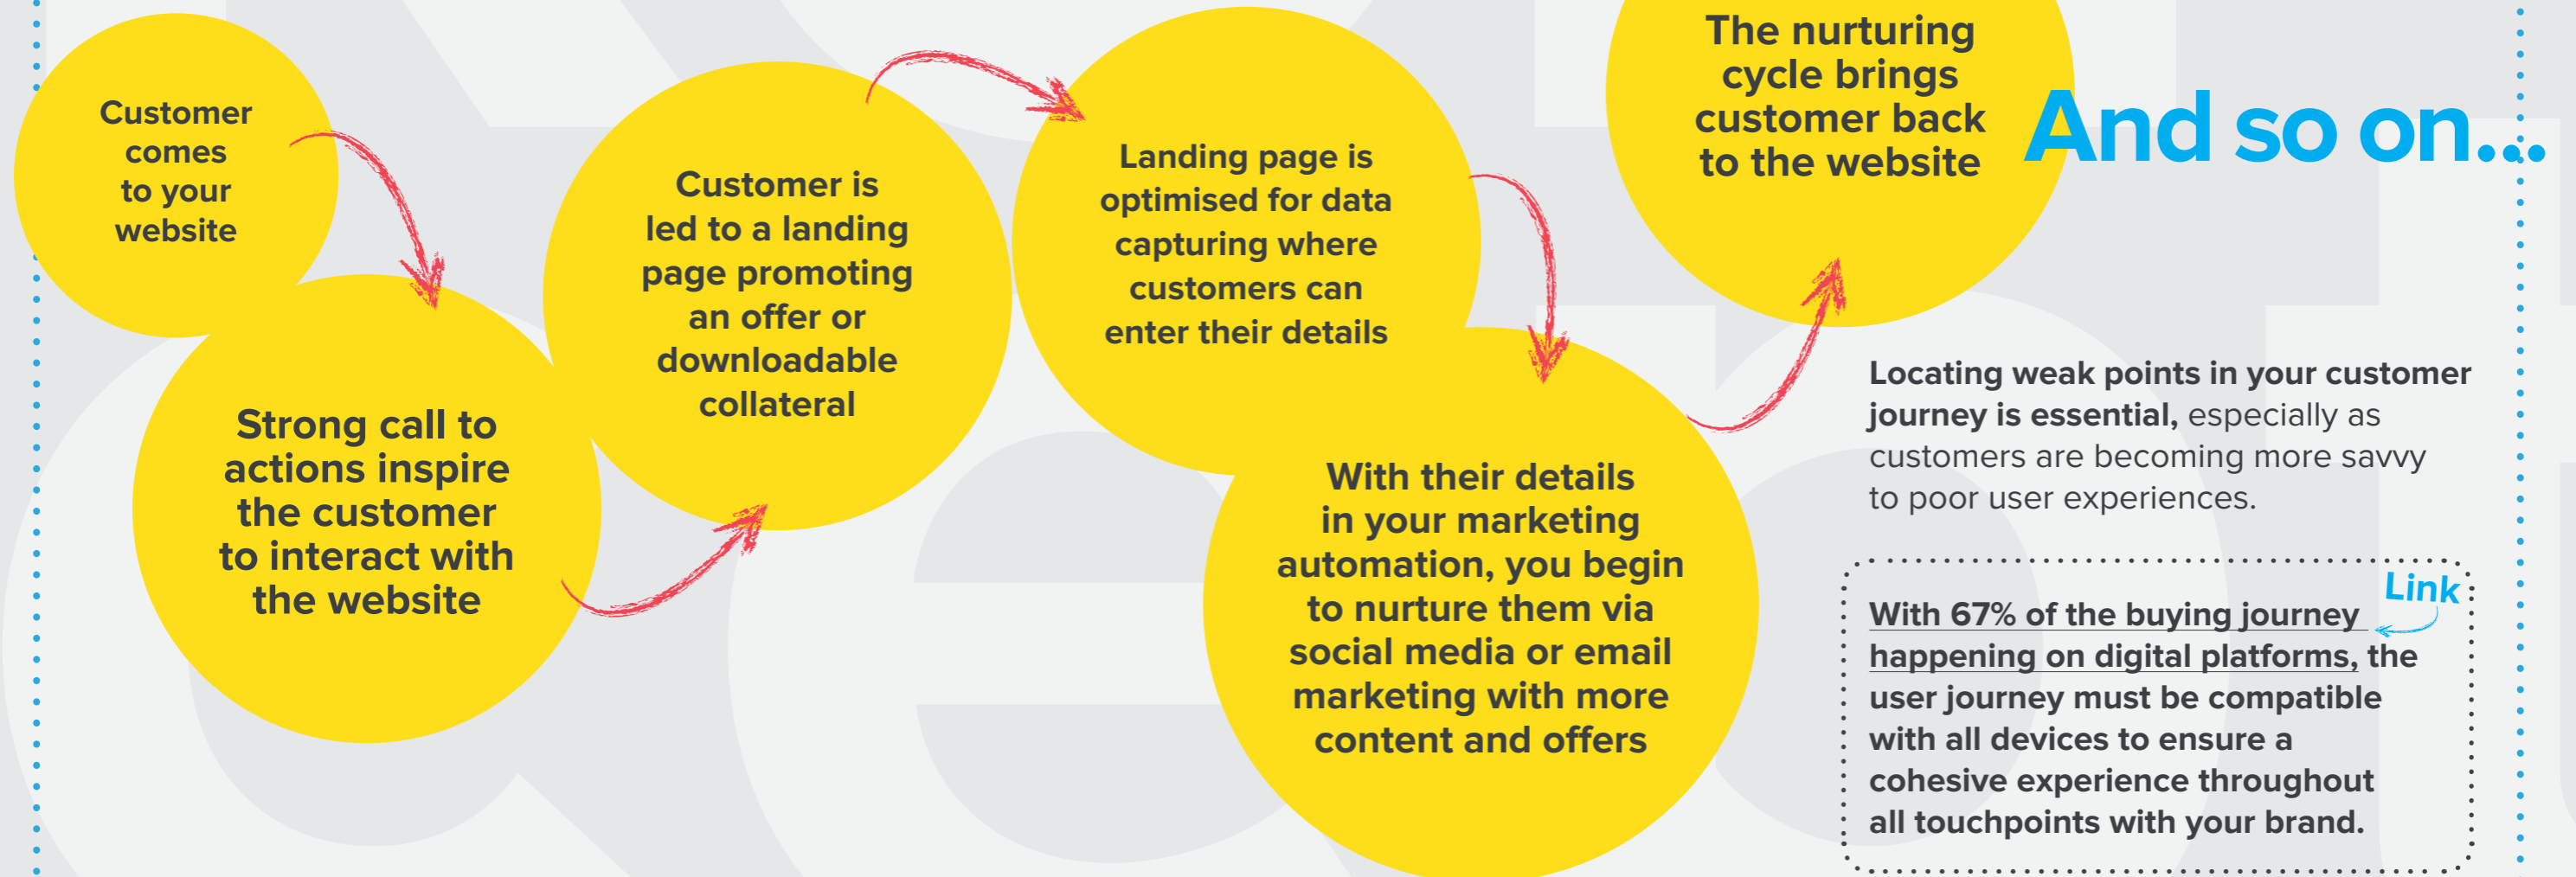 Customer
comes
to your
website
Strong call to
actions inspire
the customer
to interact with
the website
Customer is
led to a landing
page promoting
an offer or
downloadable
collateral
Landing page is
optimised for data
capturing where
customers can
enter their details
With their details
in your marketing
automation, you begin
to nurture them via
social media or email
marketing with more
content and offers
The nurturing
cycle brings
customer back
to the website
And so on...
Locating weak points in your customer
journey is essential, especially as
customers are becoming more savvy
to poor user experiences.
Link
With 67% of the buying journey
happening on digital platforms, the
user journey must be compatible
with all devices to ensure a
cohesive experience throughout
all touchpoints with your brand.